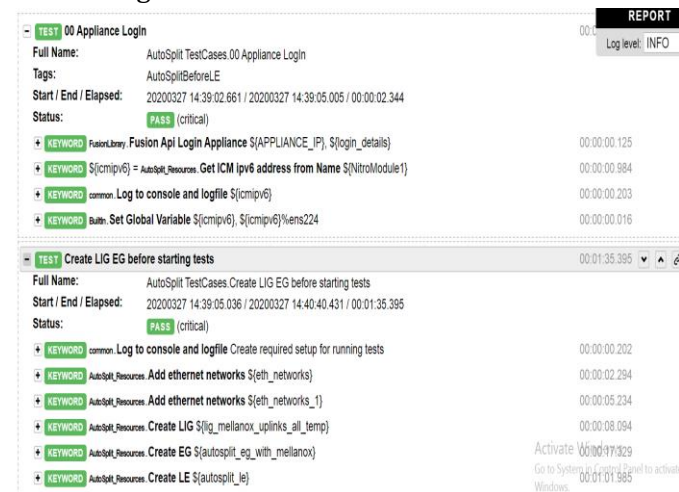 REPORT
Log level: INFO
TEST 00 Appliance LogIn
Full Name: AutoSplit TestCases.00 Appliance LogIn
Tags: AutoSplitBeforeLE
Start / End / Elapsed: 20200327 14:39:02.661 / 20200327 14:39:05.005 / 00:00:02.344
Status: PASS (critical)
+ KEYWORD FusionLibrary.Fusion Api Login Appliance ${APPLIANCE_IP}, ${login_details} 00:00:00.125
+ KEYWORD ${icmipv6} = AutoSplit_Resources.Get ICM ipv6 address from Name ${NitroModule1} 00:00:00.984
+ KEYWORD common.Log to console and logfile ${icmipv6} 00:00:00.203
+ KEYWORD BuiltIn.Set Global Variable ${icmipv6}, ${icmipv6}%ens224 00:00:00.016
TEST Create LIG EG before starting tests 00:01:35.395
Full Name: AutoSplit TestCases.Create LIG EG before starting tests
Start / End / Elapsed: 20200327 14:39:05.036 / 20200327 14:40:40.431 / 00:01:35.395
Status: PASS (critical)
+ KEYWORD common.Log to console and logfile Create required setup for running tests 00:00:00.202
+ KEYWORD AutoSplit_Resources.Add ethernet networks ${eth_networks} 00:00:02.294
+ KEYWORD AutoSplit_Resources.Add ethernet networks ${eth_networks_1} 00:00:05.234
+ KEYWORD AutoSplit_Resources.Create LIG ${lig_mellanox_uplinks_all_temp} 00:00:08.094
+ KEYWORD AutoSplit_Resources.Create EG ${autosplit_eg_with_mellanox} 00:00:17.329
+ KEYWORD AutoSplit_Resources.Create LE ${autosplit_le} 00:01:01.985
Activate Windows
Go to System in Control Panel to activate
Windows.